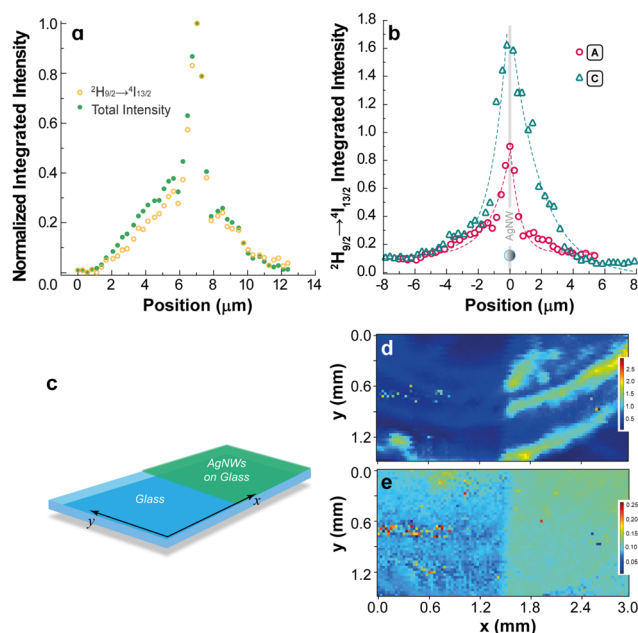 a
Normalized Integrated Intensity
1.0
0.8
0.6
0.4
0.2
0.0
²H₉/₂→⁴I₁₃/₂
Total Intensity
0 2 4 6 8 10 12 14
Position (μm)
b
²H₉/₂→⁴I₁₃/₂ Integrated Intensity
1.8
1.6
1.4
1.2
1.0
0.8
0.6
0.4
0.2
0.0
A
C
AgNW
-8 -6 -4 -2 0 2 4 6 8
Position (μm)
c
AgNWs
on Glass
Glass
y
x
d
y (mm)
0.0
0.6
1.2
2.5
2.0
1.5
1.0
0.5
e
y (mm)
0.0
0.6
1.2
0.25
0.20
0.15
0.10
0.05
0.0 0.6 1.2 1.8 2.4 3.0
x (mm)